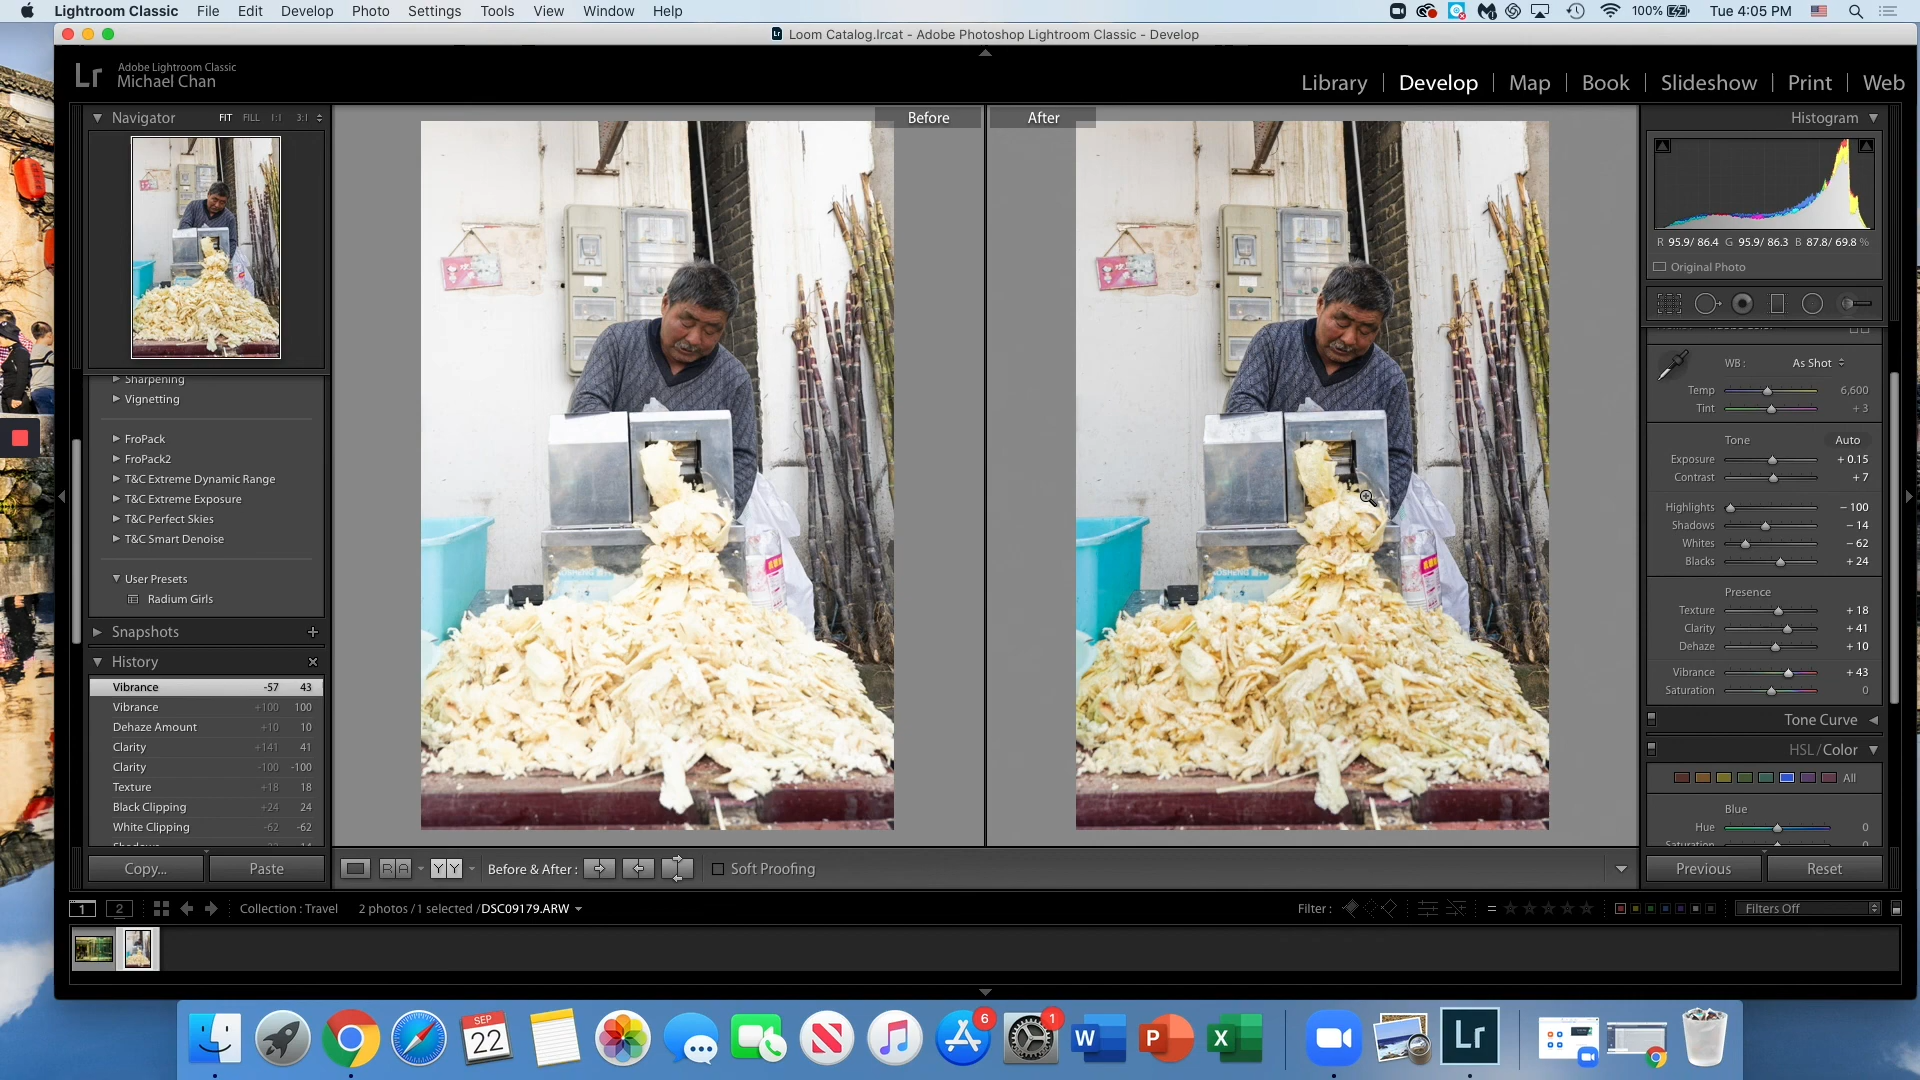 Lightroom Classic File Edit Develop Photo Settings Tools View Window Help 100% Tue 4:05 PM
Loom Catalog.lrcat - Adobe Photoshop Lightroom Classic - Develop
Lr Adobe Lightroom Classic
Michael Chan
Library Develop Map Book Slideshow Print Web
Navigator FIT FILL 1:1 3:1
Before
After
Histogram
R 95.9/ 86.4 G 95.9/ 86.3 B 87.8/ 69.8 %
Original Photo
WB : As Shot
Temp 6,600
Tint + 3
Tone Auto
Exposure + 0.15
Contrast + 7
Highlights − 100
Shadows − 14
Whites − 62
Blacks + 24
Presence
Texture + 18
Clarity + 41
Dehaze + 10
Vibrance + 43
Saturation 0
Tone Curve
HSL / Color
All
Blue
Hue 0
Saturation 0
Previous Reset
Sharpening
Vignetting
FroPack
FroPack2
T&C Extreme Dynamic Range
T&C Extreme Exposure
T&C Perfect Skies
T&C Smart Denoise
User Presets
Radium Girls
Snapshots +
History
Vibrance -57 43
Vibrance +100 100
Dehaze Amount +10 10
Clarity +141 41
Clarity -100 -100
Texture +18 18
Black Clipping +24 24
White Clipping -62 -62
Copy... Paste
R A Y Y Before & After : Soft Proofing
1 2 Collection : Travel 2 photos / 1 selected / DSC09179.ARW Filter : Filters Off
SEP
22
6
1
W P X Lr